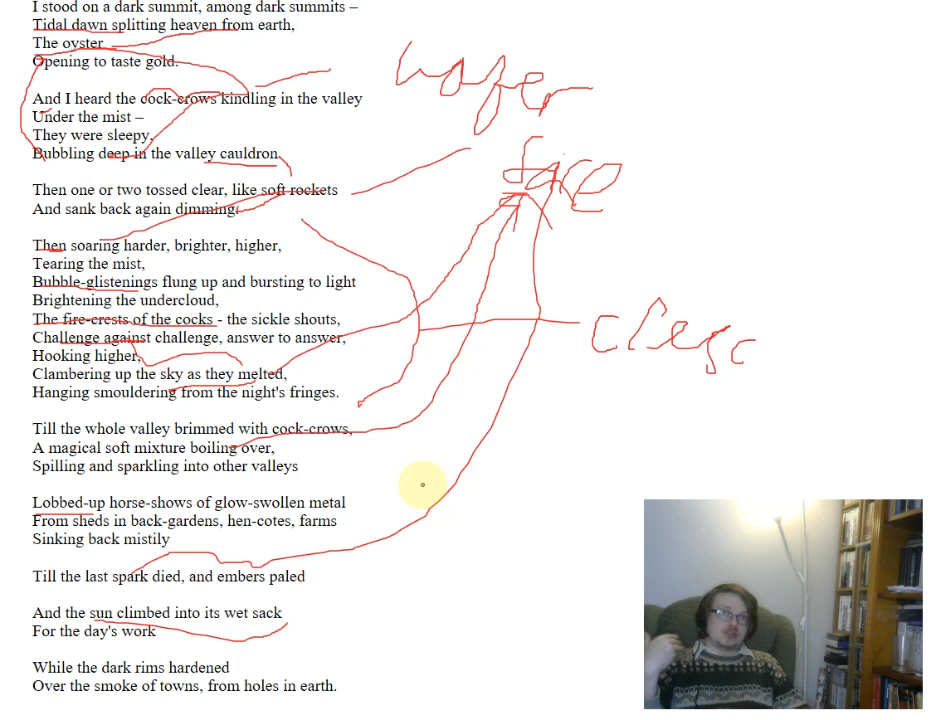 I stood on a dark summit, among dark summits –
Tidal dawn splitting heaven from earth,
The oyster
Opening to taste gold.
And I heard the cock-crows kindling in the valley
Under the mist –
They were sleepy,
Bubbling deep in the valley cauldron.
Then one or two tossed clear, like soft rockets
And sank back again dimming.
Then soaring harder, brighter, higher,
Tearing the mist,
Bubble-glistenings flung up and bursting to light
Brightening the undercloud,
The fire-crests of the cocks - the sickle shouts,
Challenge against challenge, answer to answer,
Hooking higher,
Clambering up the sky as they melted,
Hanging smouldering from the night's fringes.
Till the whole valley brimmed with cock-crows,
A magical soft mixture boiling over,
Spilling and sparkling into other valleys
Lobbed-up horse-shows of glow-swollen metal
From sheds in back-gardens, hen-cotes, farms
Sinking back mistily
Till the last spark died, and embers paled
And the sun climbed into its wet sack
For the day's work
While the dark rims hardened
Over the smoke of towns, from holes in earth.
water
fire